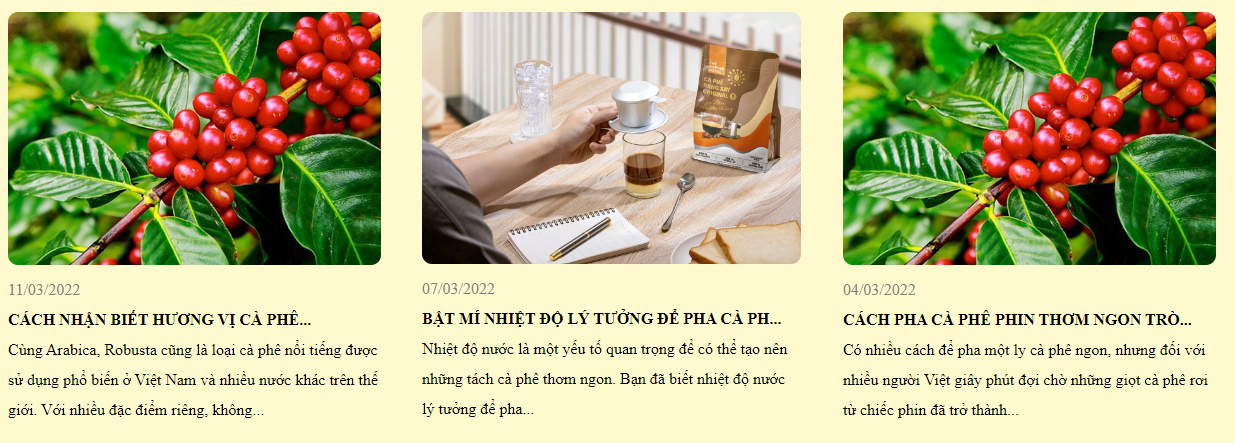 CÀ PHÊ
RANG XAY
ORIGINAL
11/03/2022
CÁCH NHẬN BIẾT HƯƠNG VỊ CÀ PHÊ...
Cùng Arabica, Robusta cũng là loại cà phê nổi tiếng được
sử dụng phổ biến ở Việt Nam và nhiều nước khác trên thế
giới. Với nhiều đặc điểm riêng, không...
07/03/2022
BẬT MÍ NHIỆT ĐỘ LÝ TƯỞNG ĐỂ PHA CÀ PH...
Nhiệt độ nước là một yếu tố quan trọng để có thể tạo nên
những tách cà phê thơm ngon. Bạn đã biết nhiệt độ nước
lý tưởng để pha...
04/03/2022
CÁCH PHA CÀ PHÊ PHIN THƠM NGON TRÒ...
Có nhiều cách để pha một ly cà phê ngon, nhưng đối với
nhiều người Việt giây phút đợi chờ những giọt cà phê rơi
từ chiếc phin đã trở thành...